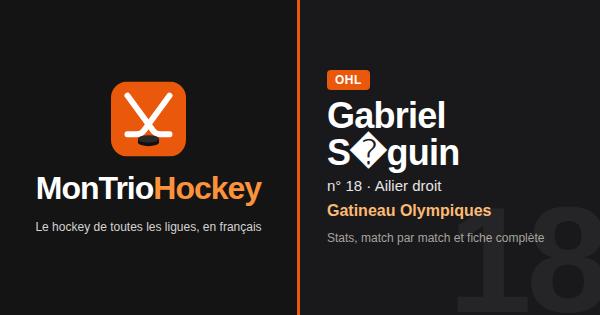 MonTrioHockey
Le hockey de toutes les ligues, en français
OHL
Gabriel
S�guin
n° 18 · Ailier droit
Gatineau Olympiques
Stats, match par match et fiche complète
18